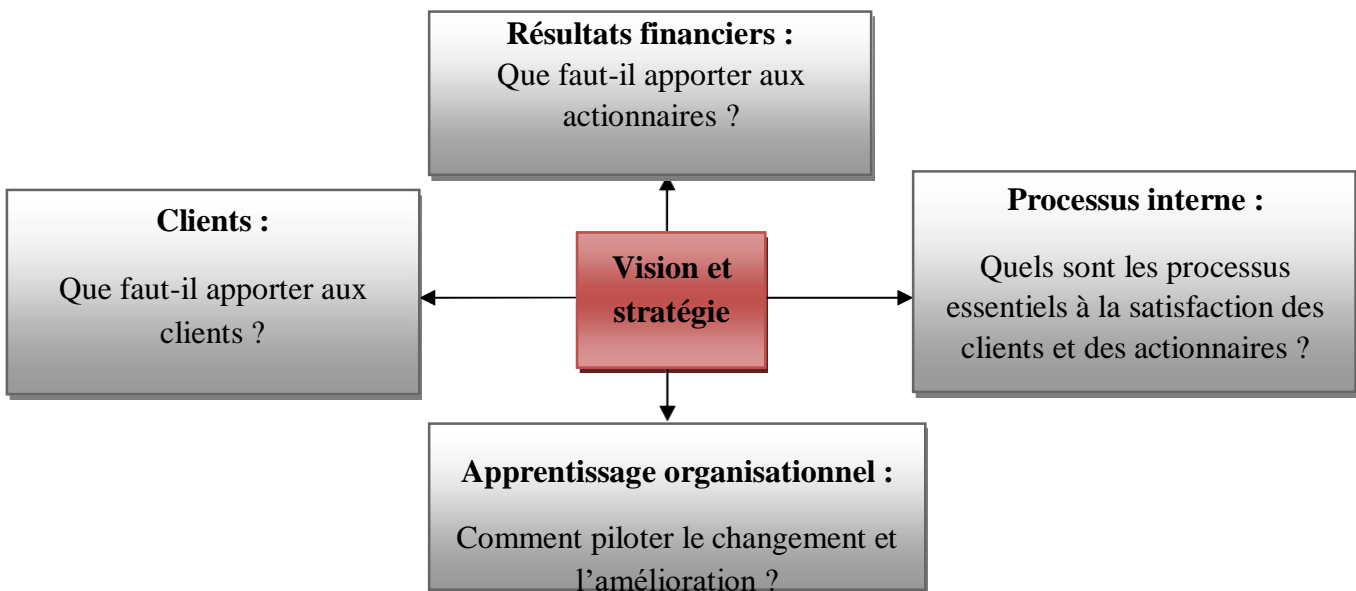 Résultats financiers :
Que faut-il apporter aux
actionnaires ?
Clients :
Que faut-il apporter aux
clients ?
Vision et
stratégie
Processus interne :
Quels sont les processus
essentiels à la satisfaction des
clients et des actionnaires ?
Apprentissage organisationnel :
Comment piloter le changement et
l’amélioration ?